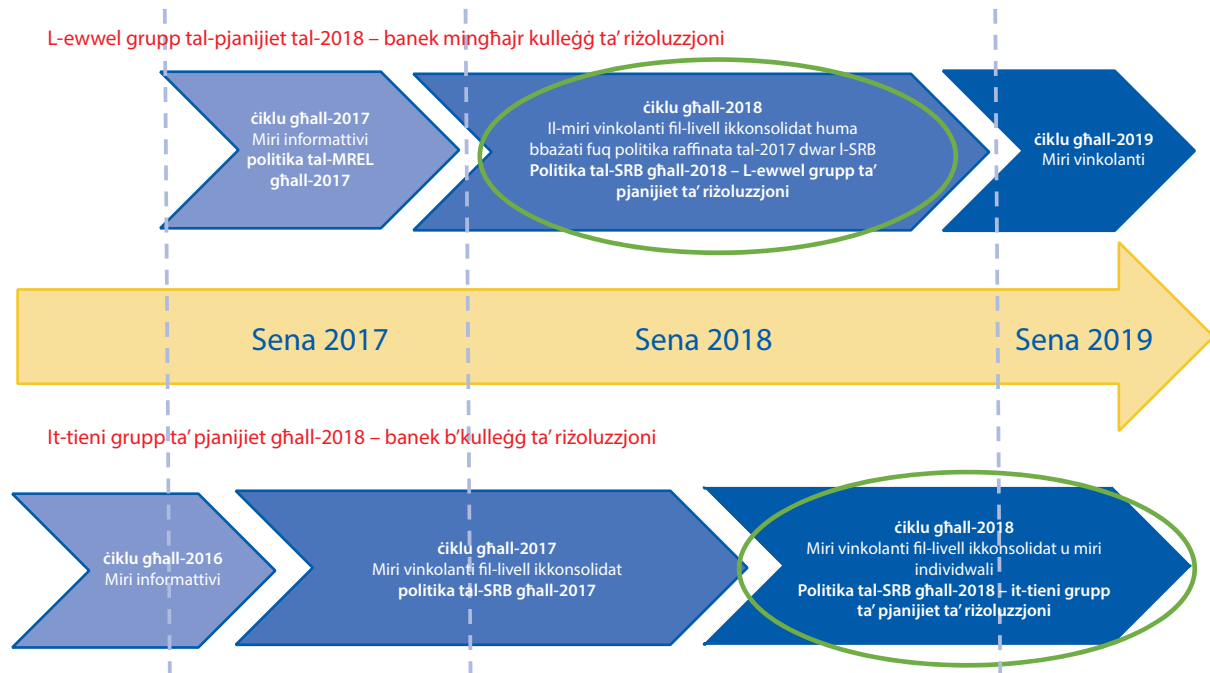 L-ewwel grupp tal-pjanijiet tal-2018 – banek mingħajr kulleġġ ta’ riżoluzzjoni
ċiklu għall-2017
Miri informattivi
politika tal-MREL
għall-2017
ċiklu għall-2018
Il-miri vinkolanti fil-livell ikkonsolidat huma
bbażati fuq politika raffinata tal-2017 dwar l-SRB
Politika tal-SRB għall-2018 – L-ewwel grupp ta’
pjanijiet ta’ riżoluzzjoni
ċiklu għall-2019
Miri vinkolanti
Sena 2017
Sena 2018
Sena 2019
It-tieni grupp ta’ pjanijiet għall-2018 – banek b’kulleġġ ta’ riżoluzzjoni
ċiklu għall-2016
Miri informattivi
ċiklu għall-2017
Miri vinkolanti fil-livell ikkonsolidat
politika tal-SRB għall-2017
ċiklu għall-2018
Miri vinkolanti fil-livell ikkonsolidat u miri
individwali
Politika tal-SRB għall-2018 – it-tieni grupp
ta’ pjanijiet ta’ riżoluzzjoni